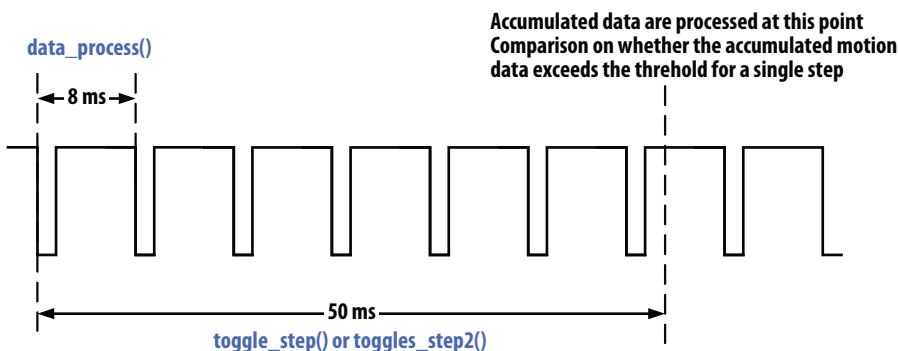 Accumulated data are processed at this point
Comparison on whether the accumulated motion
data exceeds the threhold for a single step
data_process()
8 ms
50 ms
toggle_step() or toggles_step2()